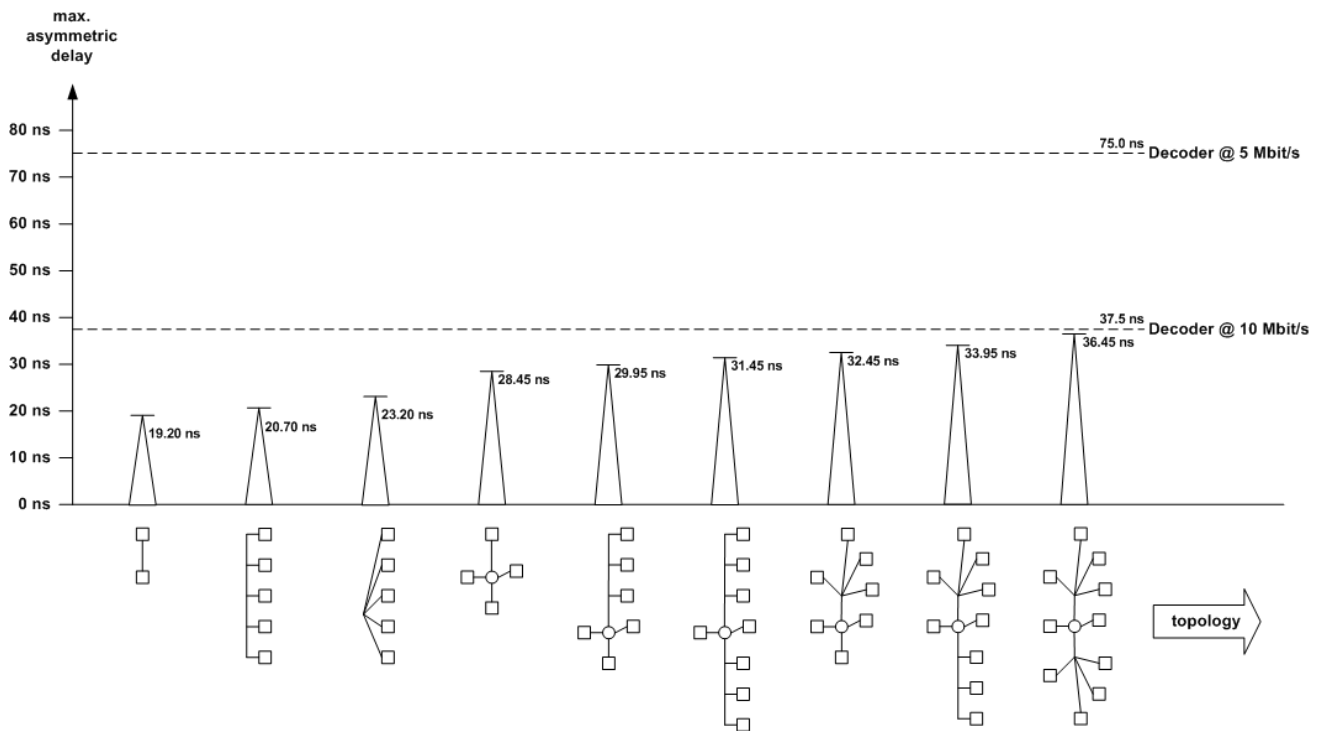 max.
asymmetric
delay
80 ns
75.0 ns
Decoder @ 5 Mbit/s
70 ns
60 ns
50 ns
40 ns
37.5 ns
Decoder @ 10 Mbit/s
36.45 ns
33.95 ns
32.45 ns
31.45 ns
30 ns
29.95 ns
28.45 ns
23.20 ns
20 ns
20.70 ns
19.20 ns
10 ns
0 ns
topology